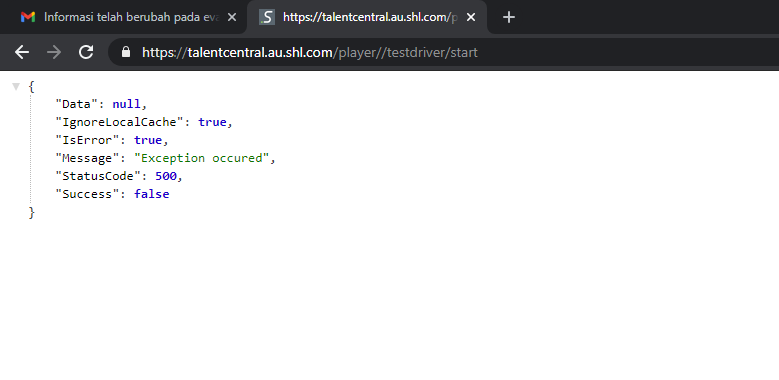 Informasi telah berubah pada eva
https://talentcentral.au.shl.com/p
https://talentcentral.au.shl.com/player//testdriver/start
{
"Data": null,
"IgnoreLocalCache": true,
"IsError": true,
"Message": "Exception occured",
"StatusCode": 500,
"Success": false
}